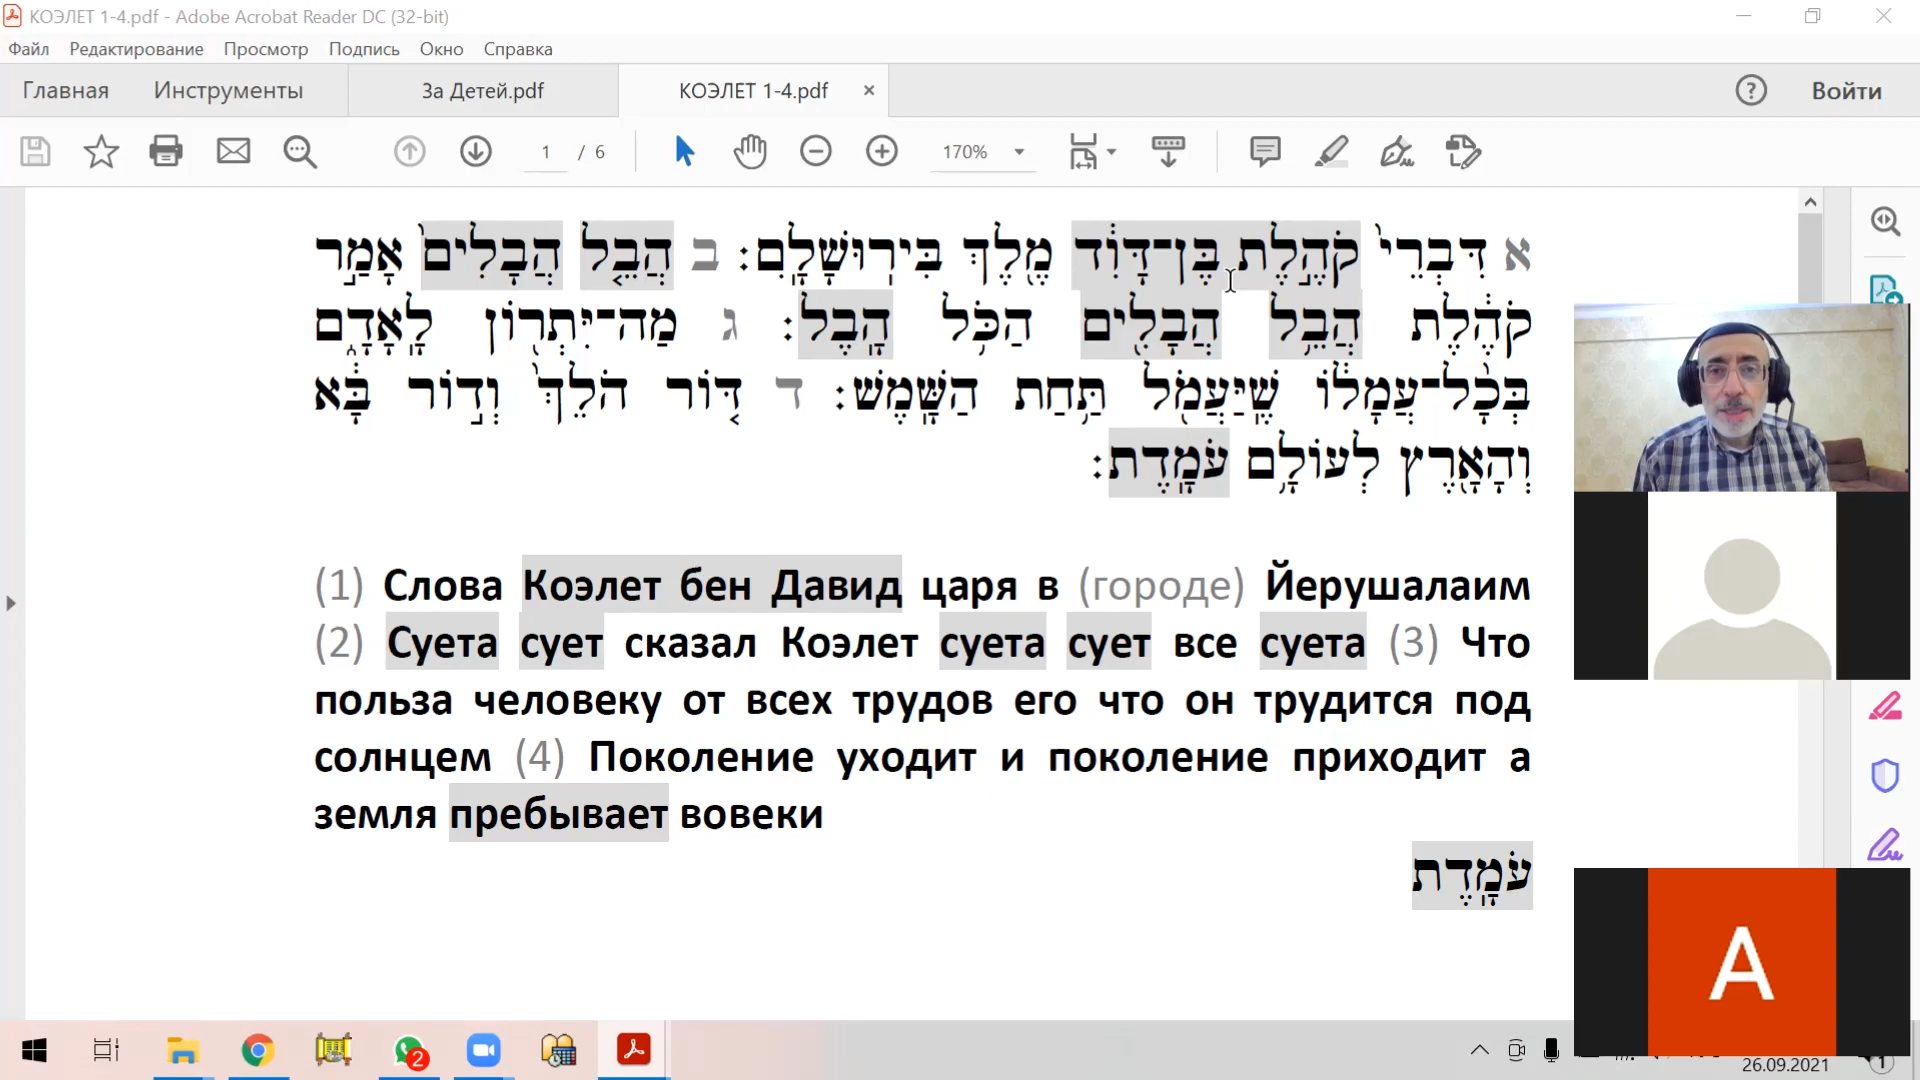 КОЭЛЕТ 1-4.pdf - Adobe Acrobat Reader DC (32-bit)
Файл Редактирование Просмотр Подпись Окно Справка
Главная Инструменты За Детей.pdf КОЭЛЕТ 1-4.pdf × ? Войти
1 / 6 170%
א דִּבְרֵי֙ קֹהֶ֣לֶת בֶּן־דָּוִ֔ד מֶ֖לֶךְ בִּירֽוּשָׁלִָֽם׃ ב הֲבֵ֤ל הֲבָלִים֙ אָמַ֣ר
קֹהֶ֔לֶת הֲבֵ֥ל הֲבָלִ֖ים הַכֹּ֥ל הָֽבֶל׃ ג מַה־יִּתְר֖וֹן לָֽאָדָ֑ם
בְּכָל־עֲמָל֔וֹ שֶֽׁיַּעֲמֹ֖ל תַּ֥חַת הַשָּֽׁמֶשׁ׃ ד דּ֤וֹר הֹלֵךְ֙ וְד֣וֹר בָּ֔א
וְהָאָ֖רֶץ לְעוֹלָ֥ם עֹמָֽדֶת׃
(1) Слова Коэлет бен Давид царя в (городе) Йерушалаим
(2) Суета сует сказал Коэлет суета сует все суета (3) Что
польза человеку от всех трудов его что он трудится под
солнцем (4) Поколение уходит и поколение приходит а
земля пребывает вовеки
עֹמָֽדֶת
A
2
26.09.2021
1